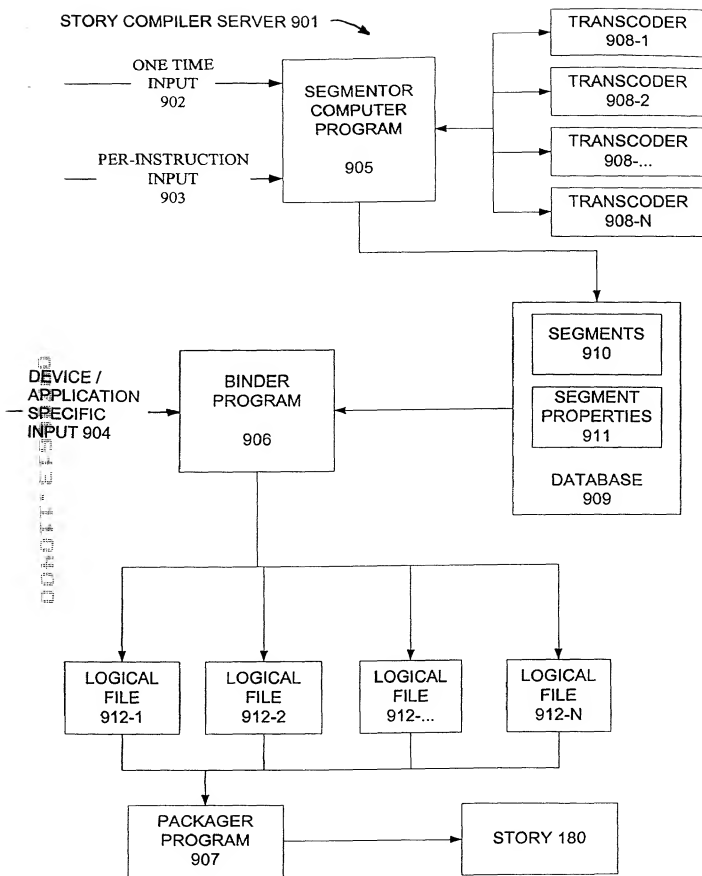 STORY COMPILER SERVER 901
ONE TIME
INPUT
902
PER-INSTRUCTION
INPUT
903
SEGMENTOR
COMPUTER
PROGRAM
905
TRANSCODER
908-1
TRANSCODER
908-2
TRANSCODER
908-...
TRANSCODER
908-N
DEVICE /
APPLICATION
SPECIFIC
INPUT 904
BINDER
PROGRAM
906
SEGMENTS
910
SEGMENT
PROPERTIES
911
DATABASE
909
LOGICAL
FILE
912-1
LOGICAL
FILE
912-2
LOGICAL
FILE
912-...
LOGICAL
FILE
912-N
PACKAGER
PROGRAM
907
STORY 180